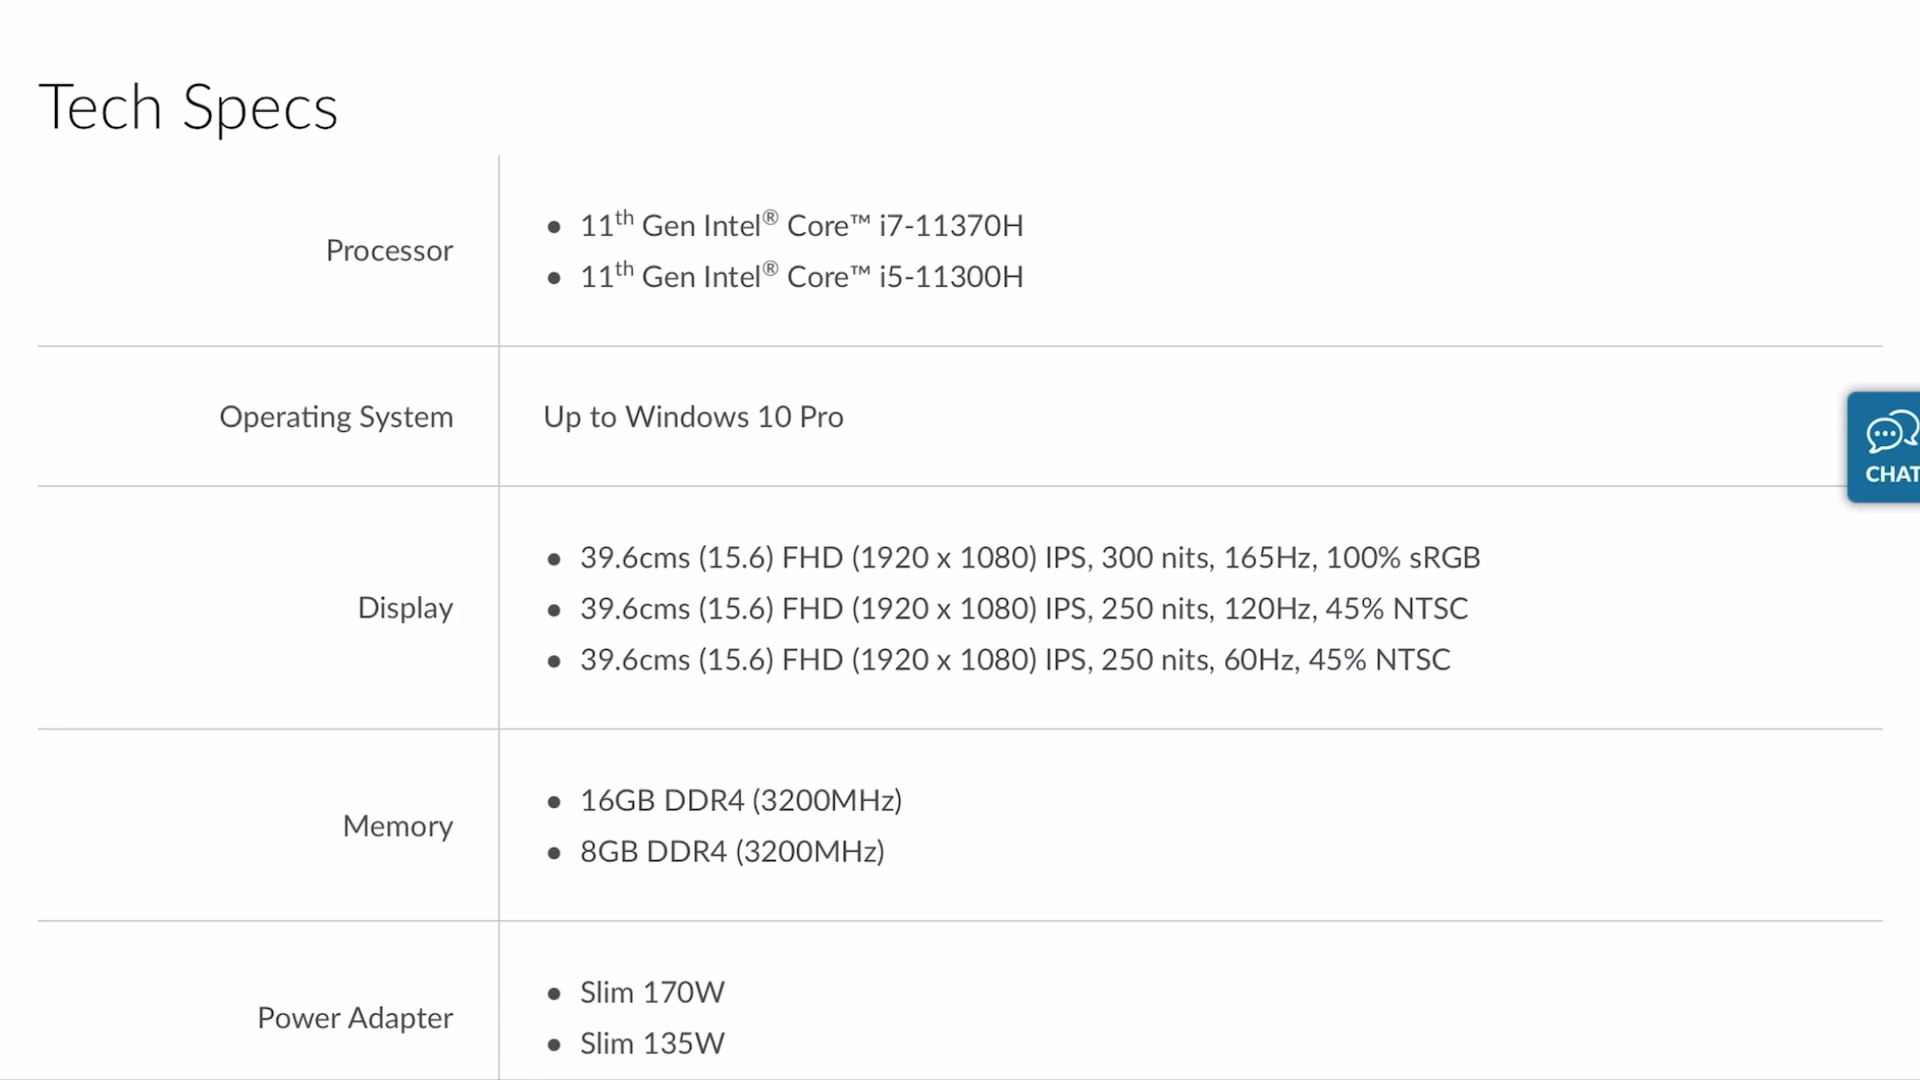 Tech Specs
Processor
● 11th Gen Intel® Core™ i7-11370H
● 11th Gen Intel® Core™ i5-11300H
Operating System
Up to Windows 10 Pro
CHAT
Display
● 39.6cms (15.6) FHD (1920 x 1080) IPS, 300 nits, 165Hz, 100% sRGB
● 39.6cms (15.6) FHD (1920 x 1080) IPS, 250 nits, 120Hz, 45% NTSC
● 39.6cms (15.6) FHD (1920 x 1080) IPS, 250 nits, 60Hz, 45% NTSC
Memory
● 16GB DDR4 (3200MHz)
● 8GB DDR4 (3200MHz)
Power Adapter
● Slim 170W
● Slim 135W